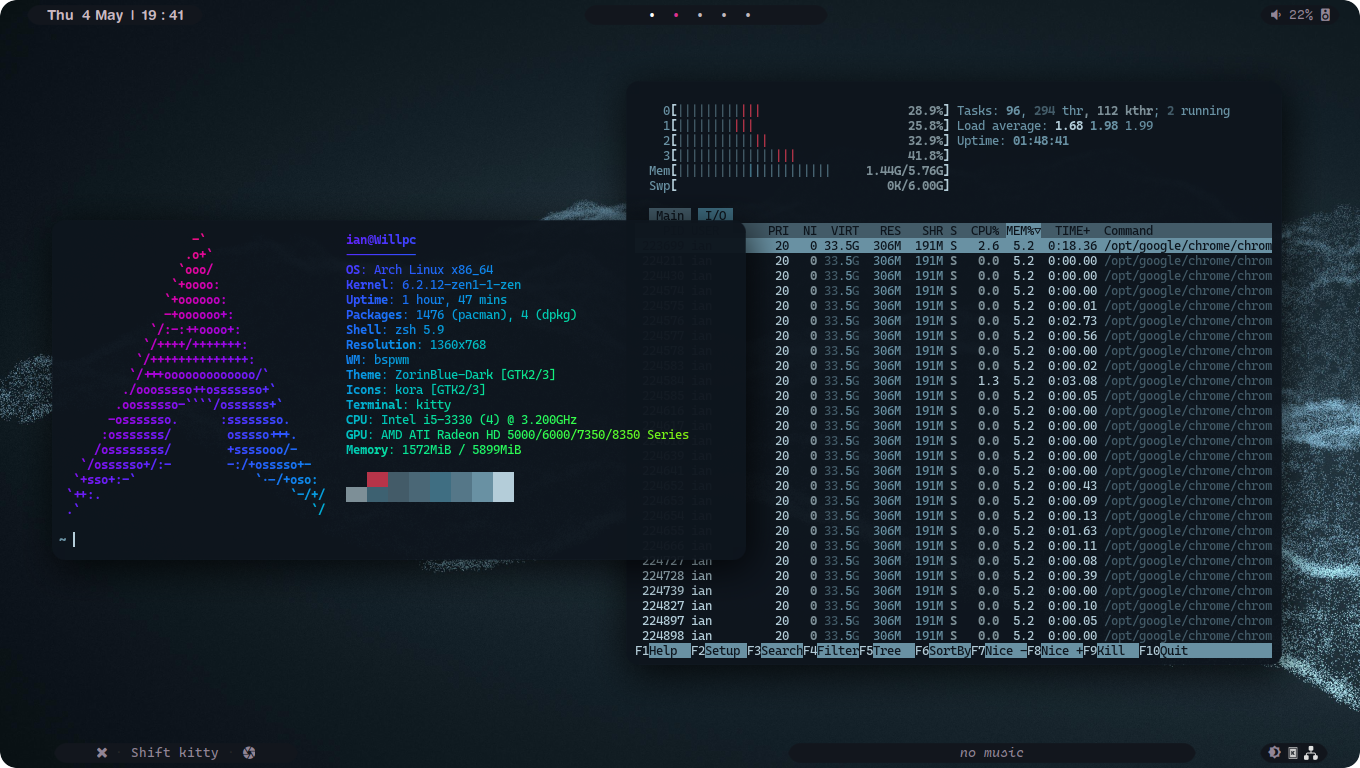 Thu 4 May | 19 : 41
22%
ian@Willpc
OS: Arch Linux x86_64
Kernel: 6.2.12-zen1-1-zen
Uptime: 1 hour, 47 mins
Packages: 1476 (pacman), 4 (dpkg)
Shell: zsh 5.9
Resolution: 1360x768
WM: bspwm
Theme: ZorinBlue-Dark [GTK2/3]
Icons: kora [GTK2/3]
Terminal: kitty
CPU: Intel i5-3330 (4) @ 3.200GHz
GPU: AMD ATI Radeon HD 5000/6000/7350/8350 Series
Memory: 1572MiB / 5899MiB
~
0[ 28.9%] Tasks: 96, 294 thr, 112 kthr; 2 running
1[ 25.8%] Load average: 1.68 1.98 1.99
2[ 32.9%] Uptime: 01:48:41
3[ 41.8%]
Mem[ 1.44G/5.76G]
Swp[ 0K/6.00G]
Main I/O
PRI NI VIRT RES SHR S CPU% MEM%▽ TIME+ Command
20 0 33.5G 306M 191M S 2.6 5.2 0:18.36 /opt/google/chrome/chrom
20 0 33.5G 306M 191M S 0.0 5.2 0:00.00 /opt/google/chrome/chrom
20 0 33.5G 306M 191M S 0.0 5.2 0:00.00 /opt/google/chrome/chrom
20 0 33.5G 306M 191M S 0.0 5.2 0:00.00 /opt/google/chrome/chrom
20 0 33.5G 306M 191M S 0.0 5.2 0:00.01 /opt/google/chrome/chrom
20 0 33.5G 306M 191M S 0.0 5.2 0:02.73 /opt/google/chrome/chrom
20 0 33.5G 306M 191M S 0.0 5.2 0:00.56 /opt/google/chrome/chrom
20 0 33.5G 306M 191M S 0.0 5.2 0:00.00 /opt/google/chrome/chrom
20 0 33.5G 306M 191M S 0.0 5.2 0:00.02 /opt/google/chrome/chrom
20 0 33.5G 306M 191M S 1.3 5.2 0:03.08 /opt/google/chrome/chrom
20 0 33.5G 306M 191M S 0.0 5.2 0:00.05 /opt/google/chrome/chrom
20 0 33.5G 306M 191M S 0.0 5.2 0:00.00 /opt/google/chrome/chrom
20 0 33.5G 306M 191M S 0.0 5.2 0:00.01 /opt/google/chrome/chrom
20 0 33.5G 306M 191M S 0.0 5.2 0:00.00 /opt/google/chrome/chrom
20 0 33.5G 306M 191M S 0.0 5.2 0:00.00 /opt/google/chrome/chrom
20 0 33.5G 306M 191M S 0.0 5.2 0:00.00 /opt/google/chrome/chrom
20 0 33.5G 306M 191M S 0.0 5.2 0:00.43 /opt/google/chrome/chrom
20 0 33.5G 306M 191M S 0.0 5.2 0:00.09 /opt/google/chrome/chrom
20 0 33.5G 306M 191M S 0.0 5.2 0:00.13 /opt/google/chrome/chrom
20 0 33.5G 306M 191M S 0.0 5.2 0:01.63 /opt/google/chrome/chrom
20 0 33.5G 306M 191M S 0.0 5.2 0:00.11 /opt/google/chrome/chrom
224727 ian 20 0 33.5G 306M 191M S 0.0 5.2 0:00.08 /opt/google/chrome/chrom
224728 ian 20 0 33.5G 306M 191M S 0.0 5.2 0:00.39 /opt/google/chrome/chrom
224739 ian 20 0 33.5G 306M 191M S 0.0 5.2 0:00.00 /opt/google/chrome/chrom
224827 ian 20 0 33.5G 306M 191M S 0.0 5.2 0:00.10 /opt/google/chrome/chrom
224897 ian 20 0 33.5G 306M 191M S 0.0 5.2 0:00.05 /opt/google/chrome/chrom
224898 ian 20 0 33.5G 306M 191M S 0.0 5.2 0:00.00 /opt/google/chrome/chrom
F1Help F2Setup F3SearchF4FilterF5Tree F6SortByF7Nice -F8Nice +F9Kill F10Quit
Shift kitty
no music